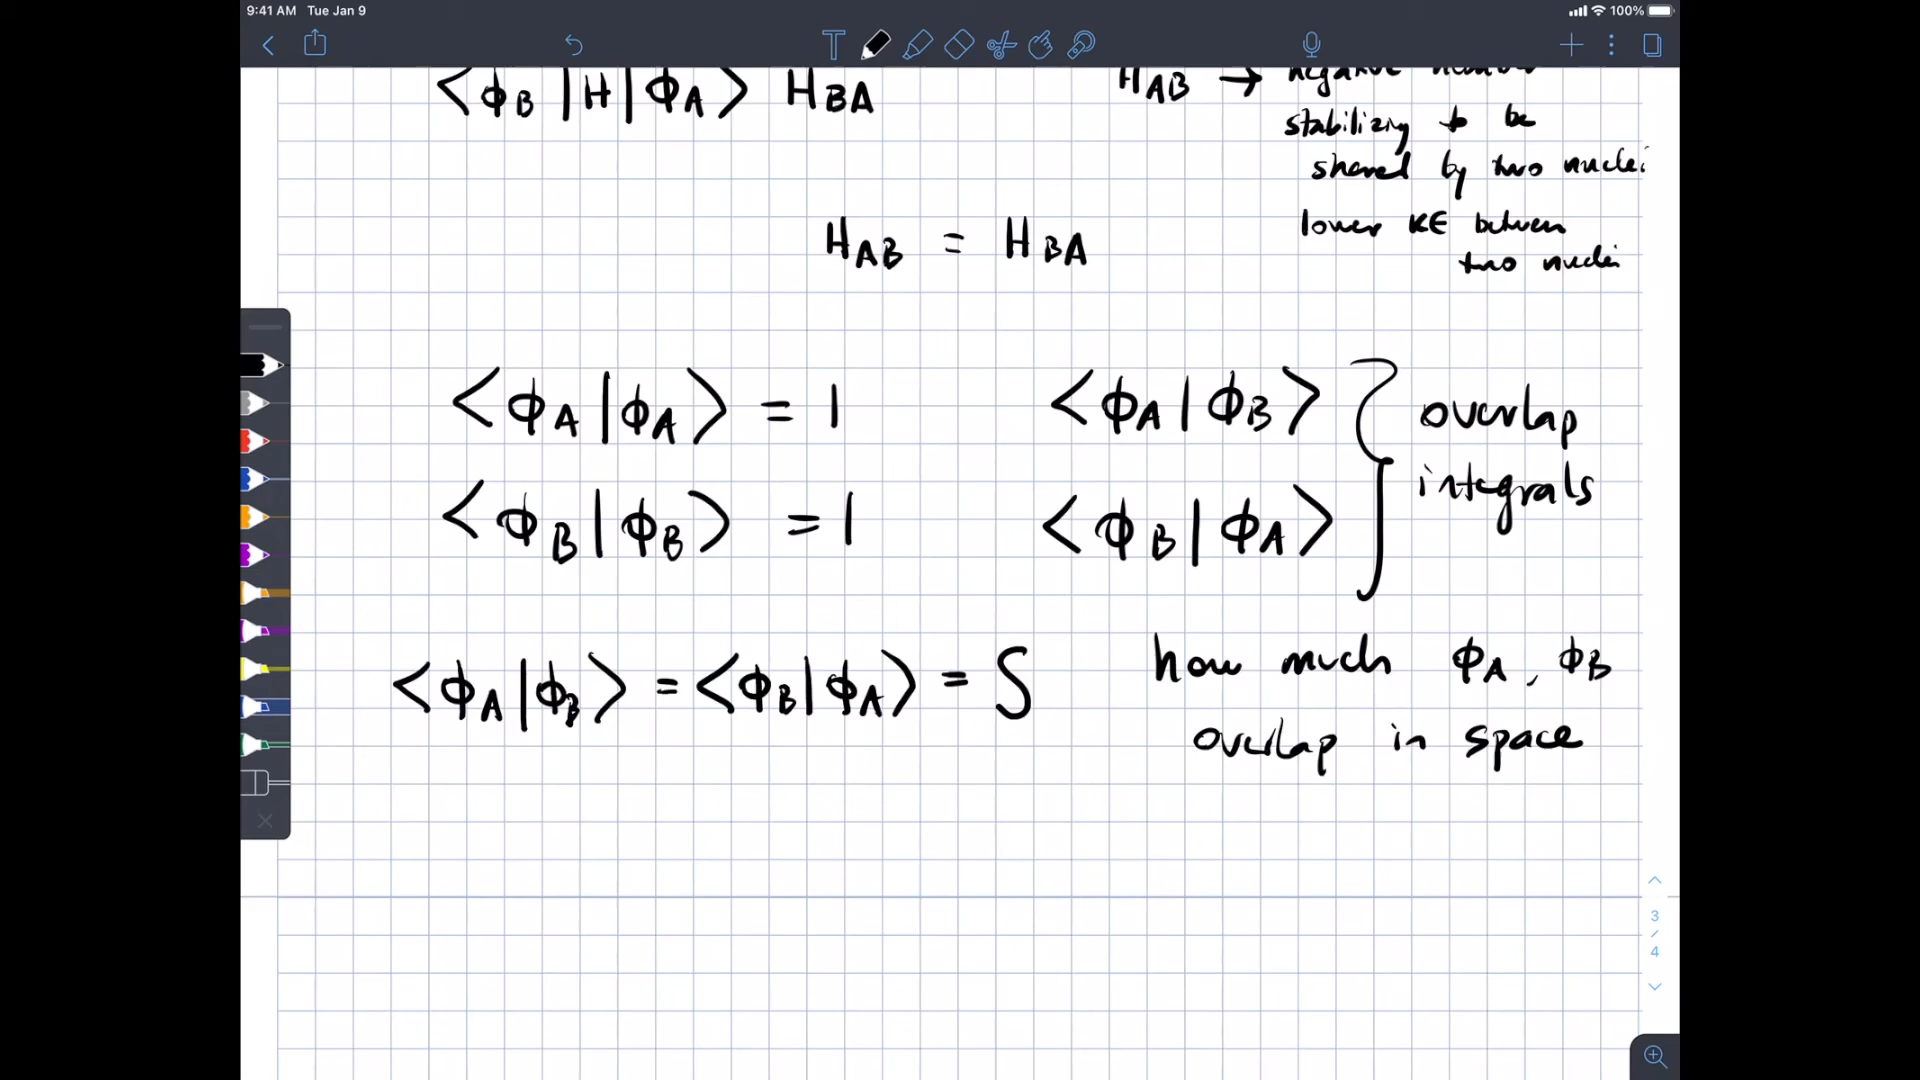 9:41 AM Tue Jan 9
100%
⟨ϕB|H|ϕA⟩ HBA
HAB → negative number
stabilizing to be
shared by two nuclei
HAB = HBA
lower KE between
two nuclei
⟨ϕA|ϕA⟩ = 1
⟨ϕA|ϕB⟩
overlap
integrals
⟨ϕB|ϕB⟩ = 1
⟨ϕB|ϕA⟩
⟨ϕA|ϕB⟩ = ⟨ϕB|ϕA⟩ = S
how much ϕA, ϕB
overlap in space
3
/
4